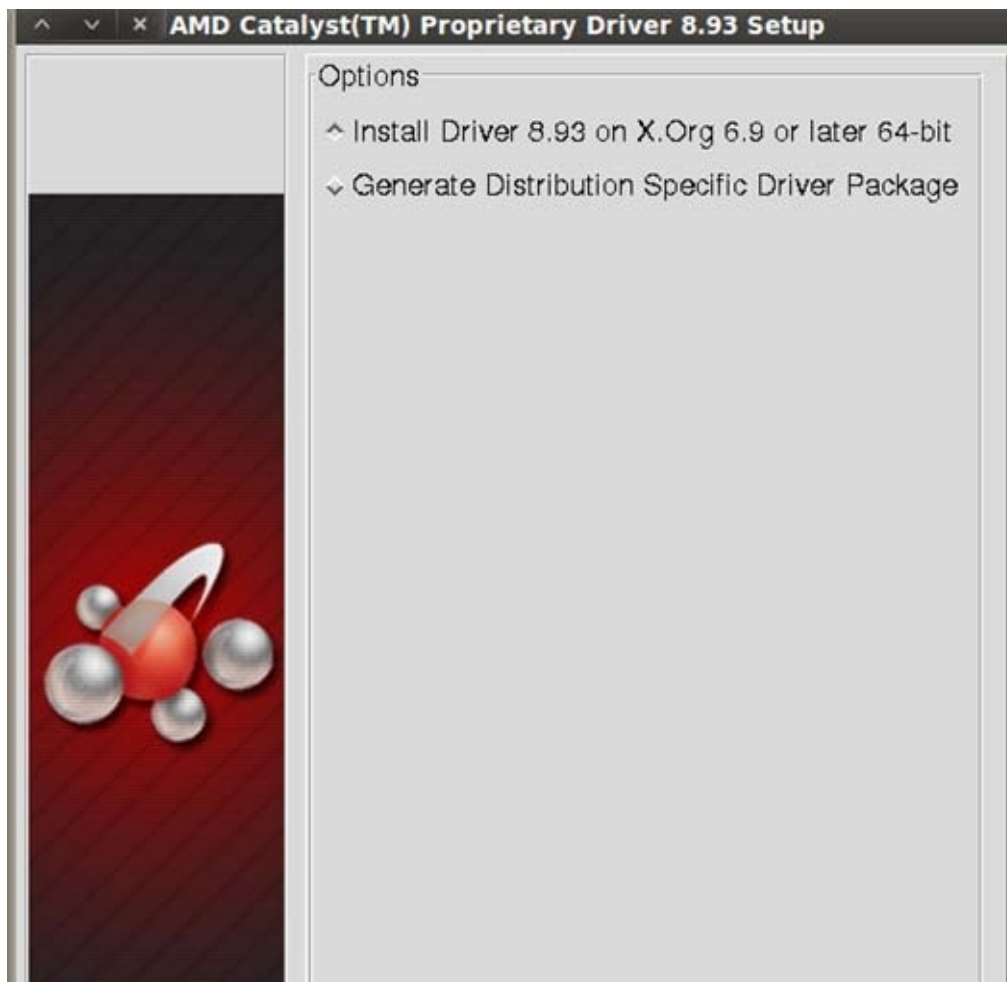 AMD Catalyst(TM) Proprietary Driver 8.93 Setup
Options
Install Driver 8.93 on X.Org 6.9 or later 64-bit
Generate Distribution Specific Driver Package